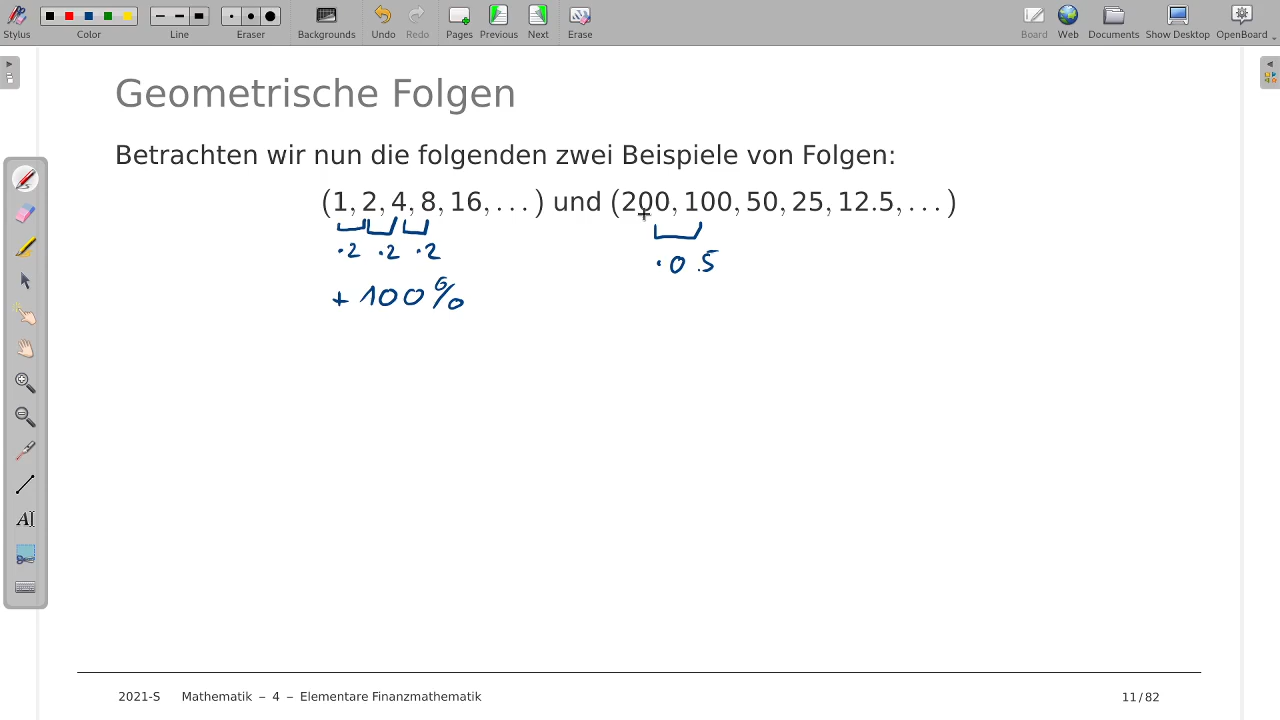 Stylus Color Line Eraser Backgrounds Undo Redo Pages Previous Next Erase Board Web Documents Show Desktop OpenBoard
Geometrische Folgen
Betrachten wir nun die folgenden zwei Beispiele von Folgen:
(1, 2, 4, 8, 16, ...) und (200, 100, 50, 25, 12.5, ...)
·2 ·2 ·2 ·0.5
+100%
2021-S Mathematik – 4 – Elementare Finanzmathematik 11/82